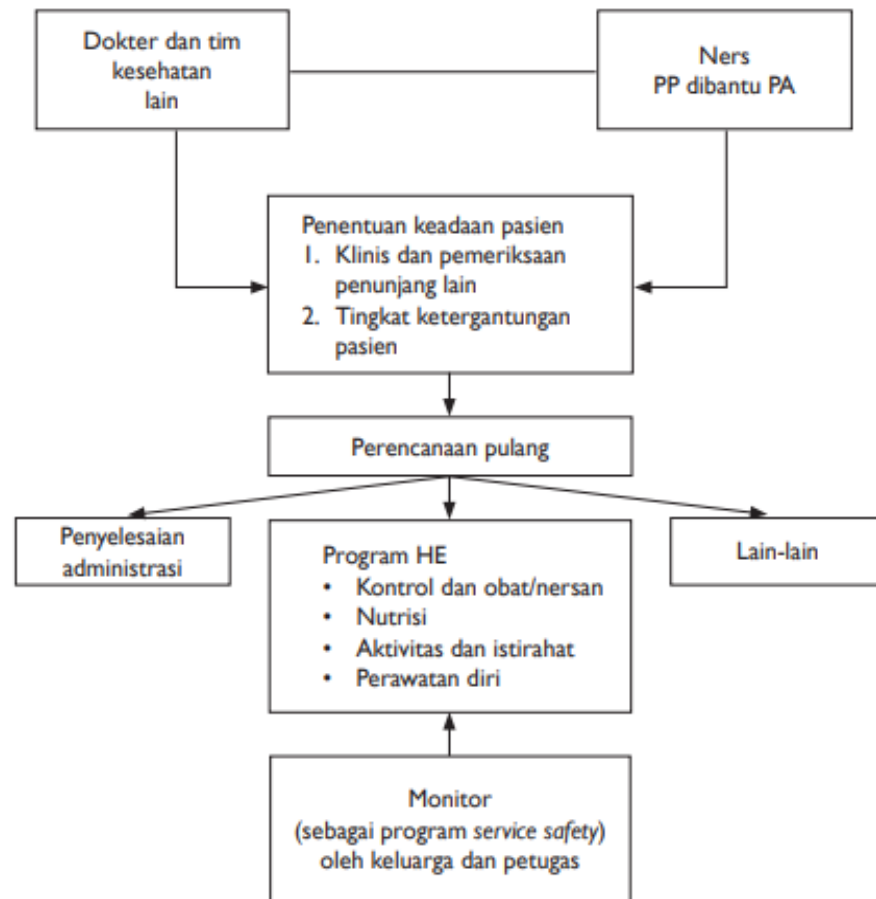 Dokter dan tim
kesehatan
lain
Ners
PP dibantu PA
Penentuan keadaan pasien
1. Klinis dan pemeriksaan
penunjang lain
2. Tingkat ketergantungan
pasien
Perencanaan pulang
Penyelesaian
administrasi
Program HE
• Kontrol dan obat/nersan
• Nutrisi
• Aktivitas dan istirahat
• Perawatan diri
Lain-lain
Monitor
(sebagai program service safety)
oleh keluarga dan petugas